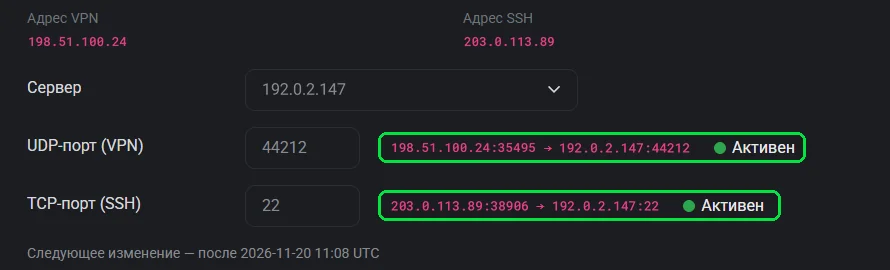 Адрес VPN Адрес SSH
198.51.100.24 203.0.113.89
Сервер 192.0.2.147
UDP-порт (VPN) 44212 198.51.100.24:35495 → 192.0.2.147:44212 Активен
TCP-порт (SSH) 22 203.0.113.89:38906 → 192.0.2.147:22 Активен
Следующее изменение — после 2026-11-20 11:08 UTC